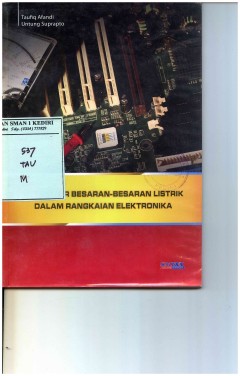 Taufiq Afandi
Untung Suprapto
AN SMAN 1 KEDIRI
537
TAU
M
R BESARAN-BESARAN LISTRIK
DALAM RANGKAIAN ELEKTRONIKA